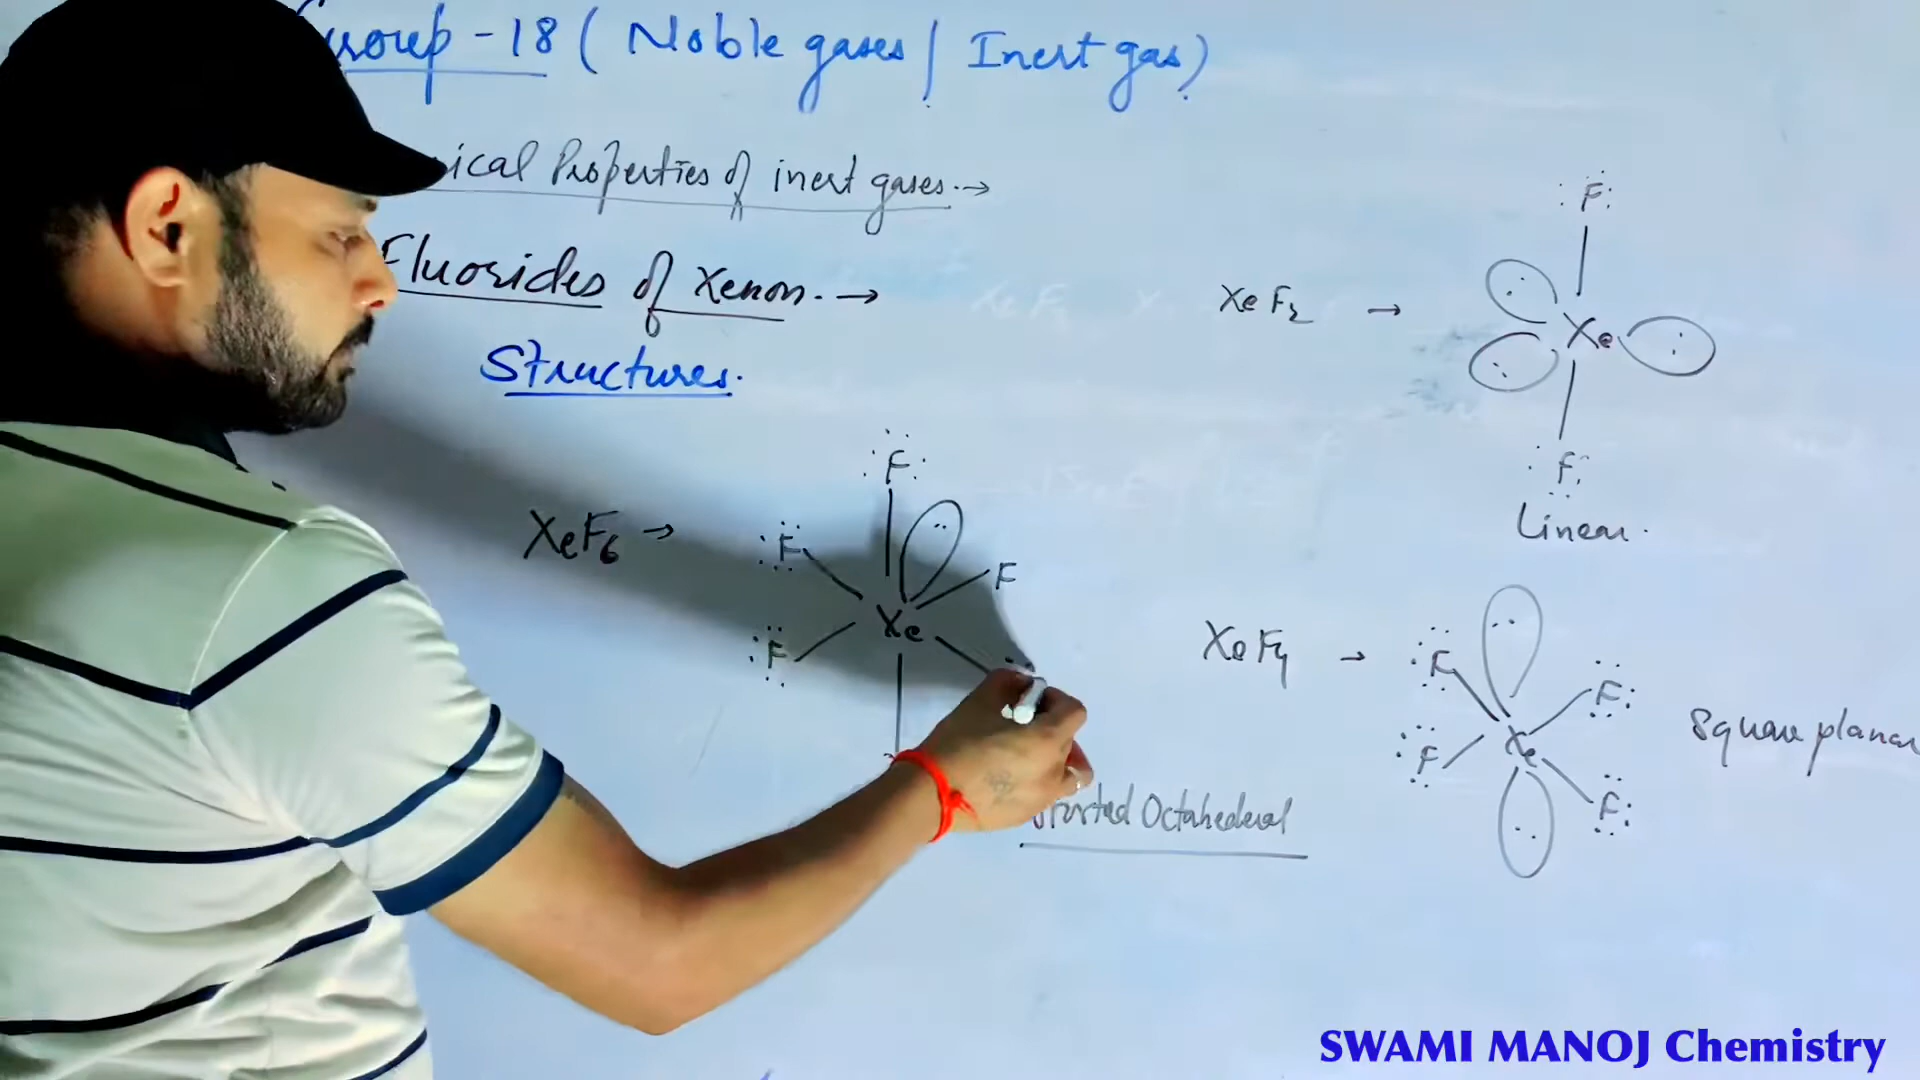 Group - 18 ( Noble gases / Inert gas)
ical Properties of inert gases. →
Fluorides of Xenon. →
Structures.
XeF2 →
:F:
Xe
:F:
Linear.
XeF6 →
:F:
:F
F
Xe
:F
storted Octahederal
XeF4 →
:F
F:
Xe
:F
F:
Square planar
SWAMI MANOJ Chemistry